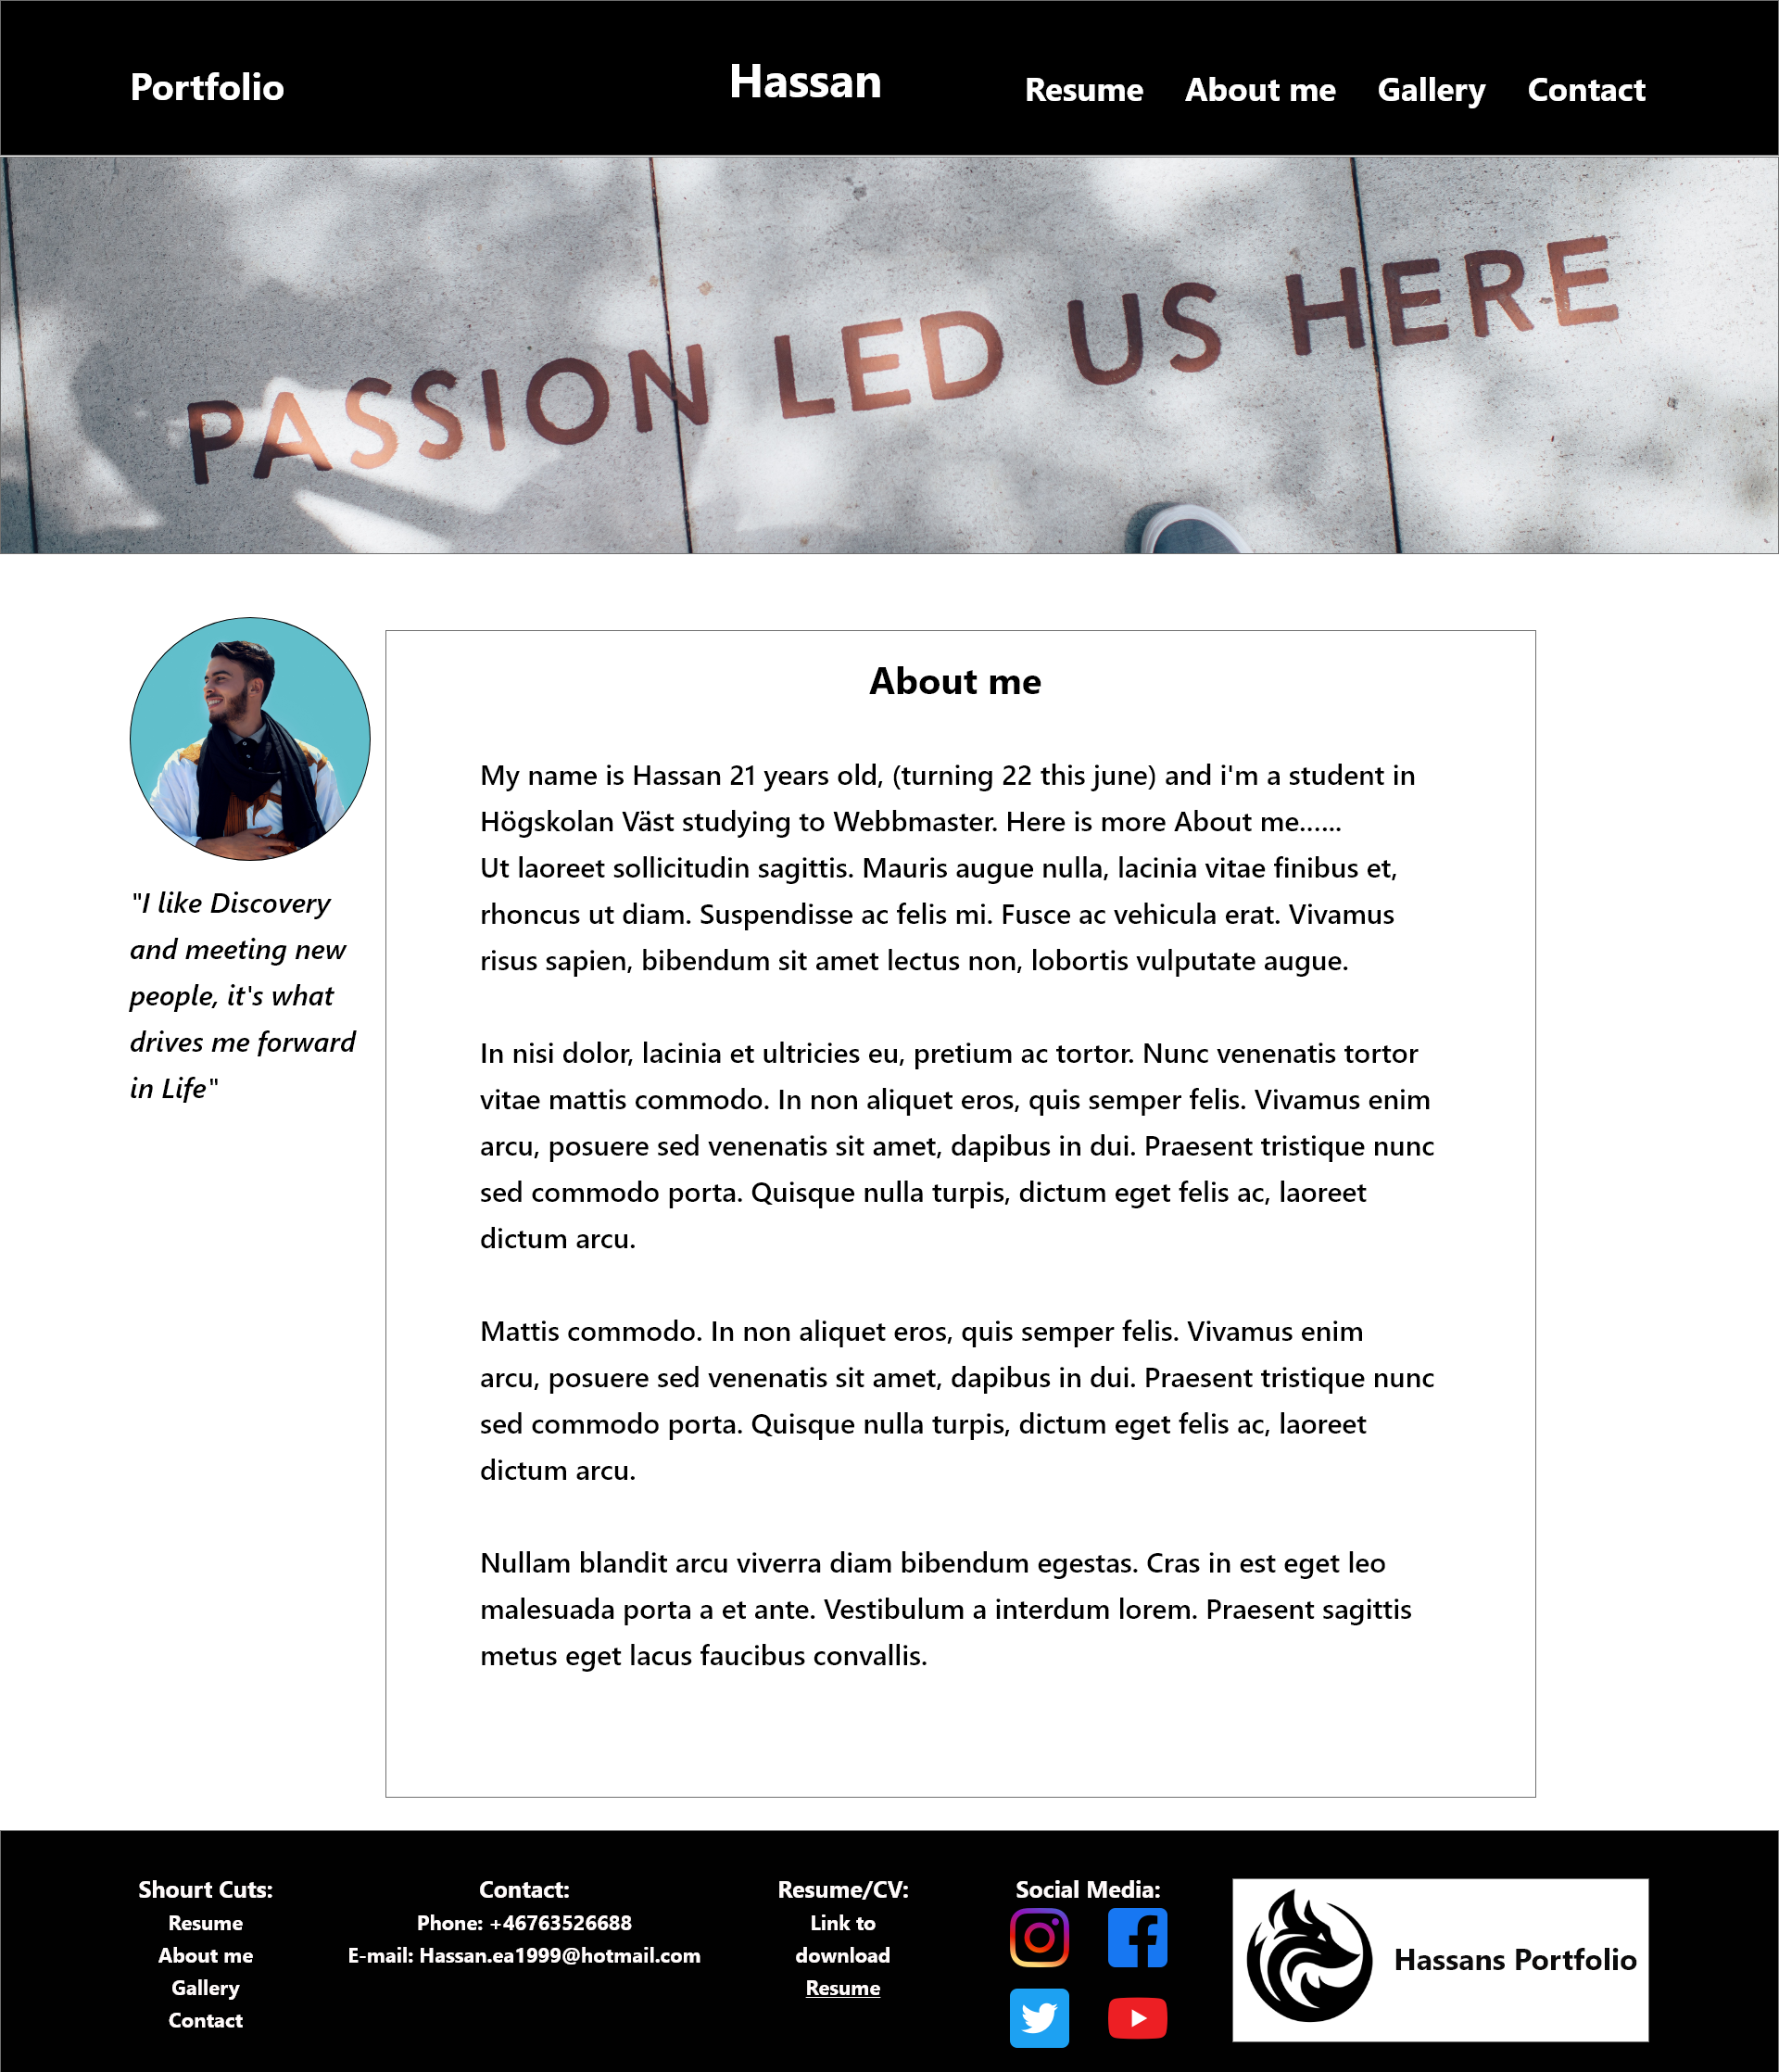 Portfolio
Hassan
Resume About me Gallery Contact
PASSION LED US HERE
"I like Discovery
and meeting new
people, it's what
drives me forward
in Life"
About me
My name is Hassan 21 years old, (turning 22 this june) and i'm a student in
Högskolan Väst studying to Webbmaster. Here is more About me......
Ut laoreet sollicitudin sagittis. Mauris augue nulla, lacinia vitae finibus et,
rhoncus ut diam. Suspendisse ac felis mi. Fusce ac vehicula erat. Vivamus
risus sapien, bibendum sit amet lectus non, lobortis vulputate augue.
In nisi dolor, lacinia et ultricies eu, pretium ac tortor. Nunc venenatis tortor
vitae mattis commodo. In non aliquet eros, quis semper felis. Vivamus enim
arcu, posuere sed venenatis sit amet, dapibus in dui. Praesent tristique nunc
sed commodo porta. Quisque nulla turpis, dictum eget felis ac, laoreet
dictum arcu.
Mattis commodo. In non aliquet eros, quis semper felis. Vivamus enim
arcu, posuere sed venenatis sit amet, dapibus in dui. Praesent tristique nunc
sed commodo porta. Quisque nulla turpis, dictum eget felis ac, laoreet
dictum arcu.
Nullam blandit arcu viverra diam bibendum egestas. Cras in est eget leo
malesuada porta a et ante. Vestibulum a interdum lorem. Praesent sagittis
metus eget lacus faucibus convallis.
Shourt Cuts:
Resume
About me
Gallery
Contact
Contact:
Phone: +46763526688
E-mail: Hassan.ea1999@hotmail.com
Resume/CV:
Link to
download
Resume
Social Media:
Hassans Portfolio